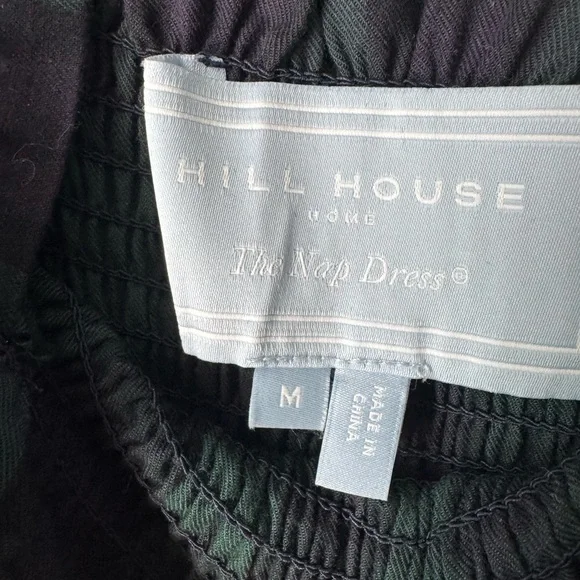 HILL HOUSE
HOME
The Nap Dress©
M
MADE IN
CHINA